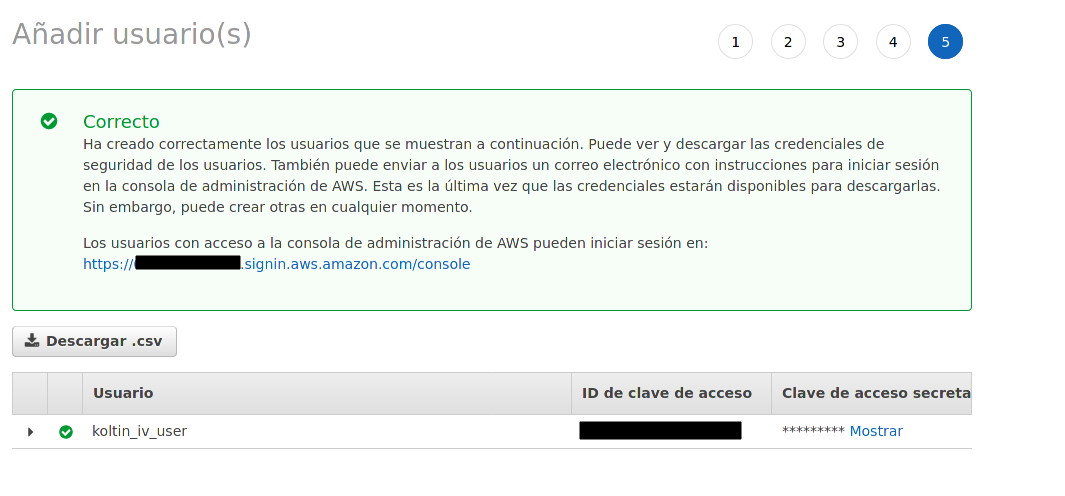 Añadir usuario(s)
1 2 3 4 5
Correcto
Ha creado correctamente los usuarios que se muestran a continuación. Puede ver y descargar las credenciales de
seguridad de los usuarios. También puede enviar a los usuarios un correo electrónico con instrucciones para iniciar sesión
en la consola de administración de AWS. Esta es la última vez que las credenciales estarán disponibles para descargarlas.
Sin embargo, puede crear otras en cualquier momento.
Los usuarios con acceso a la consola de administración de AWS pueden iniciar sesión en:
https:// .signin.aws.amazon.com/console
Descargar .csv
Usuario ID de clave de acceso Clave de acceso secreta
koltin_iv_user ********* Mostrar